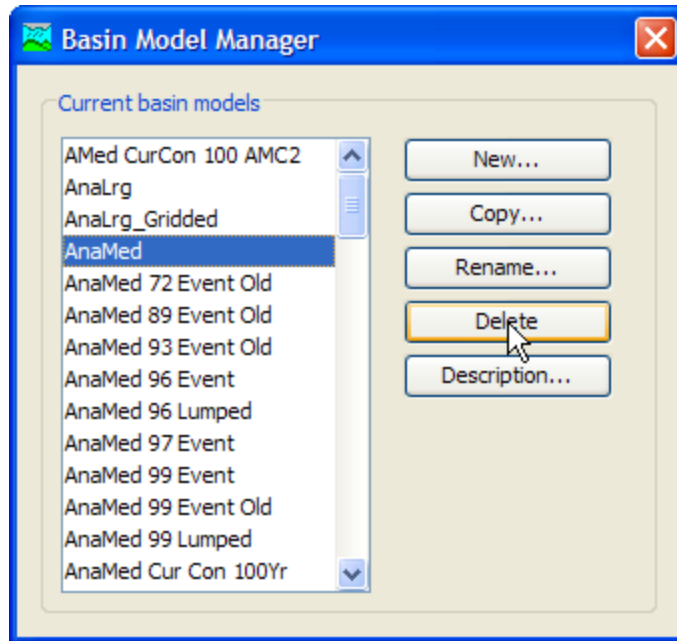 Basin Model Manager
Current basin models
AMed CurCon 100 AMC2
AnaLrg
AnaLrg_Gridded
AnaMed
AnaMed 72 Event Old
AnaMed 89 Event Old
AnaMed 93 Event Old
AnaMed 96 Event
AnaMed 96 Lumped
AnaMed 97 Event
AnaMed 99 Event
AnaMed 99 Event Old
AnaMed 99 Lumped
AnaMed Cur Con 100Yr
New...
Copy...
Rename...
Delete
Description...